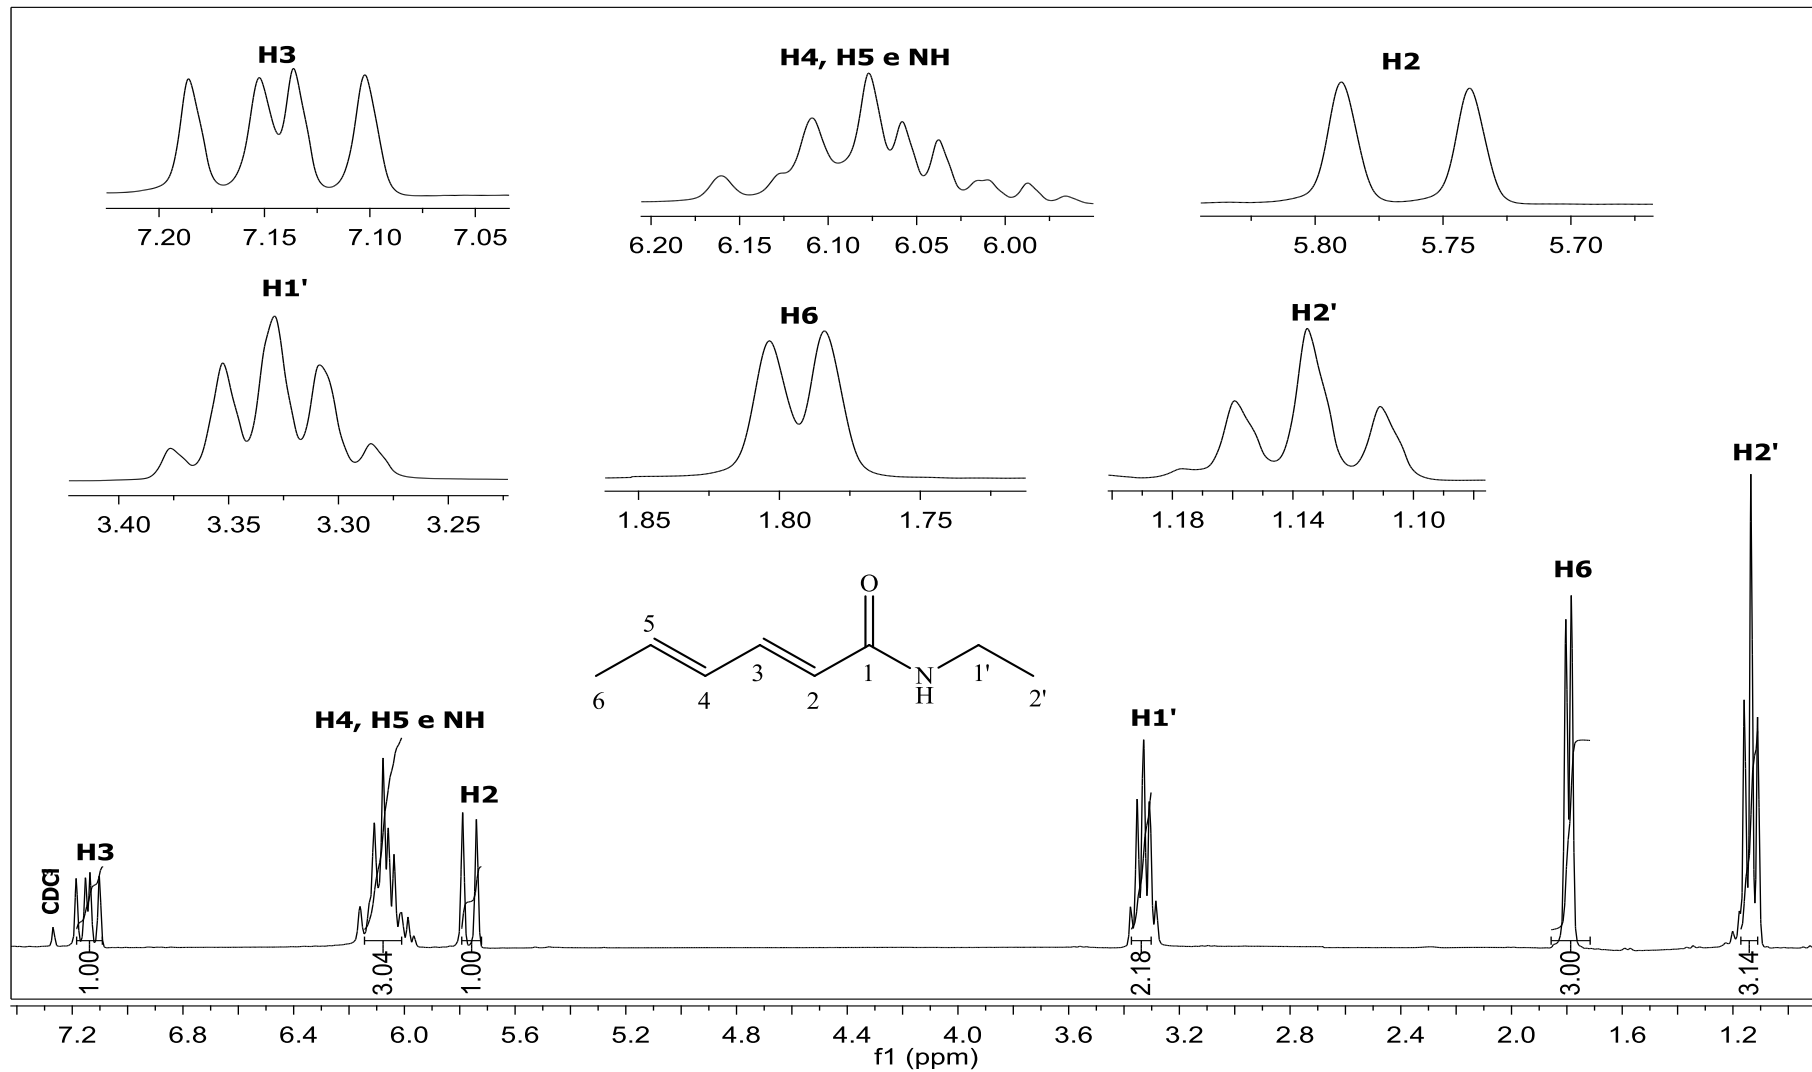 H3
H4, H5 e NH
H2
7.20 7.15 7.10 7.05
6.20 6.15 6.10 6.05 6.00
5.80 5.75 5.70
H1'
H6
H2'
3.40 3.35 3.30 3.25
1.85 1.80 1.75
1.18 1.14 1.10
H2'
H6
O
5
3
1
N
H
1'
6
4
2
2'
H4, H5 e NH
H1'
H2
H3
CDCl
1.00
3.04
1.00
2.18
3.00
3.14
7.2 6.8 6.4 6.0 5.6 5.2 4.8 4.4 4.0 3.6 3.2 2.8 2.4 2.0 1.6 1.2
f1 (ppm)